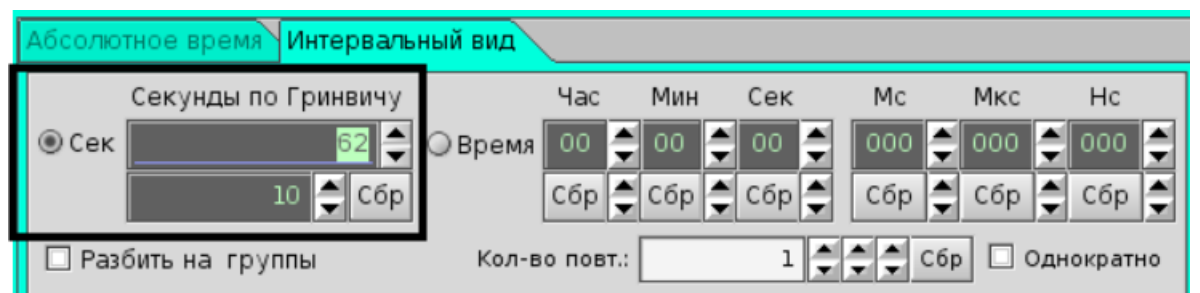 Абсолютное время Интервальный вид
Секунды по Гринвичу Час Мин Сек Мс Мкс Нс
Сек 62 Время 00 00 00 000 000 000
10 Сбр Сбр Сбр Сбр Сбр Сбр Сбр
Разбить на группы Кол-во повт.: 1 Сбр Однократно